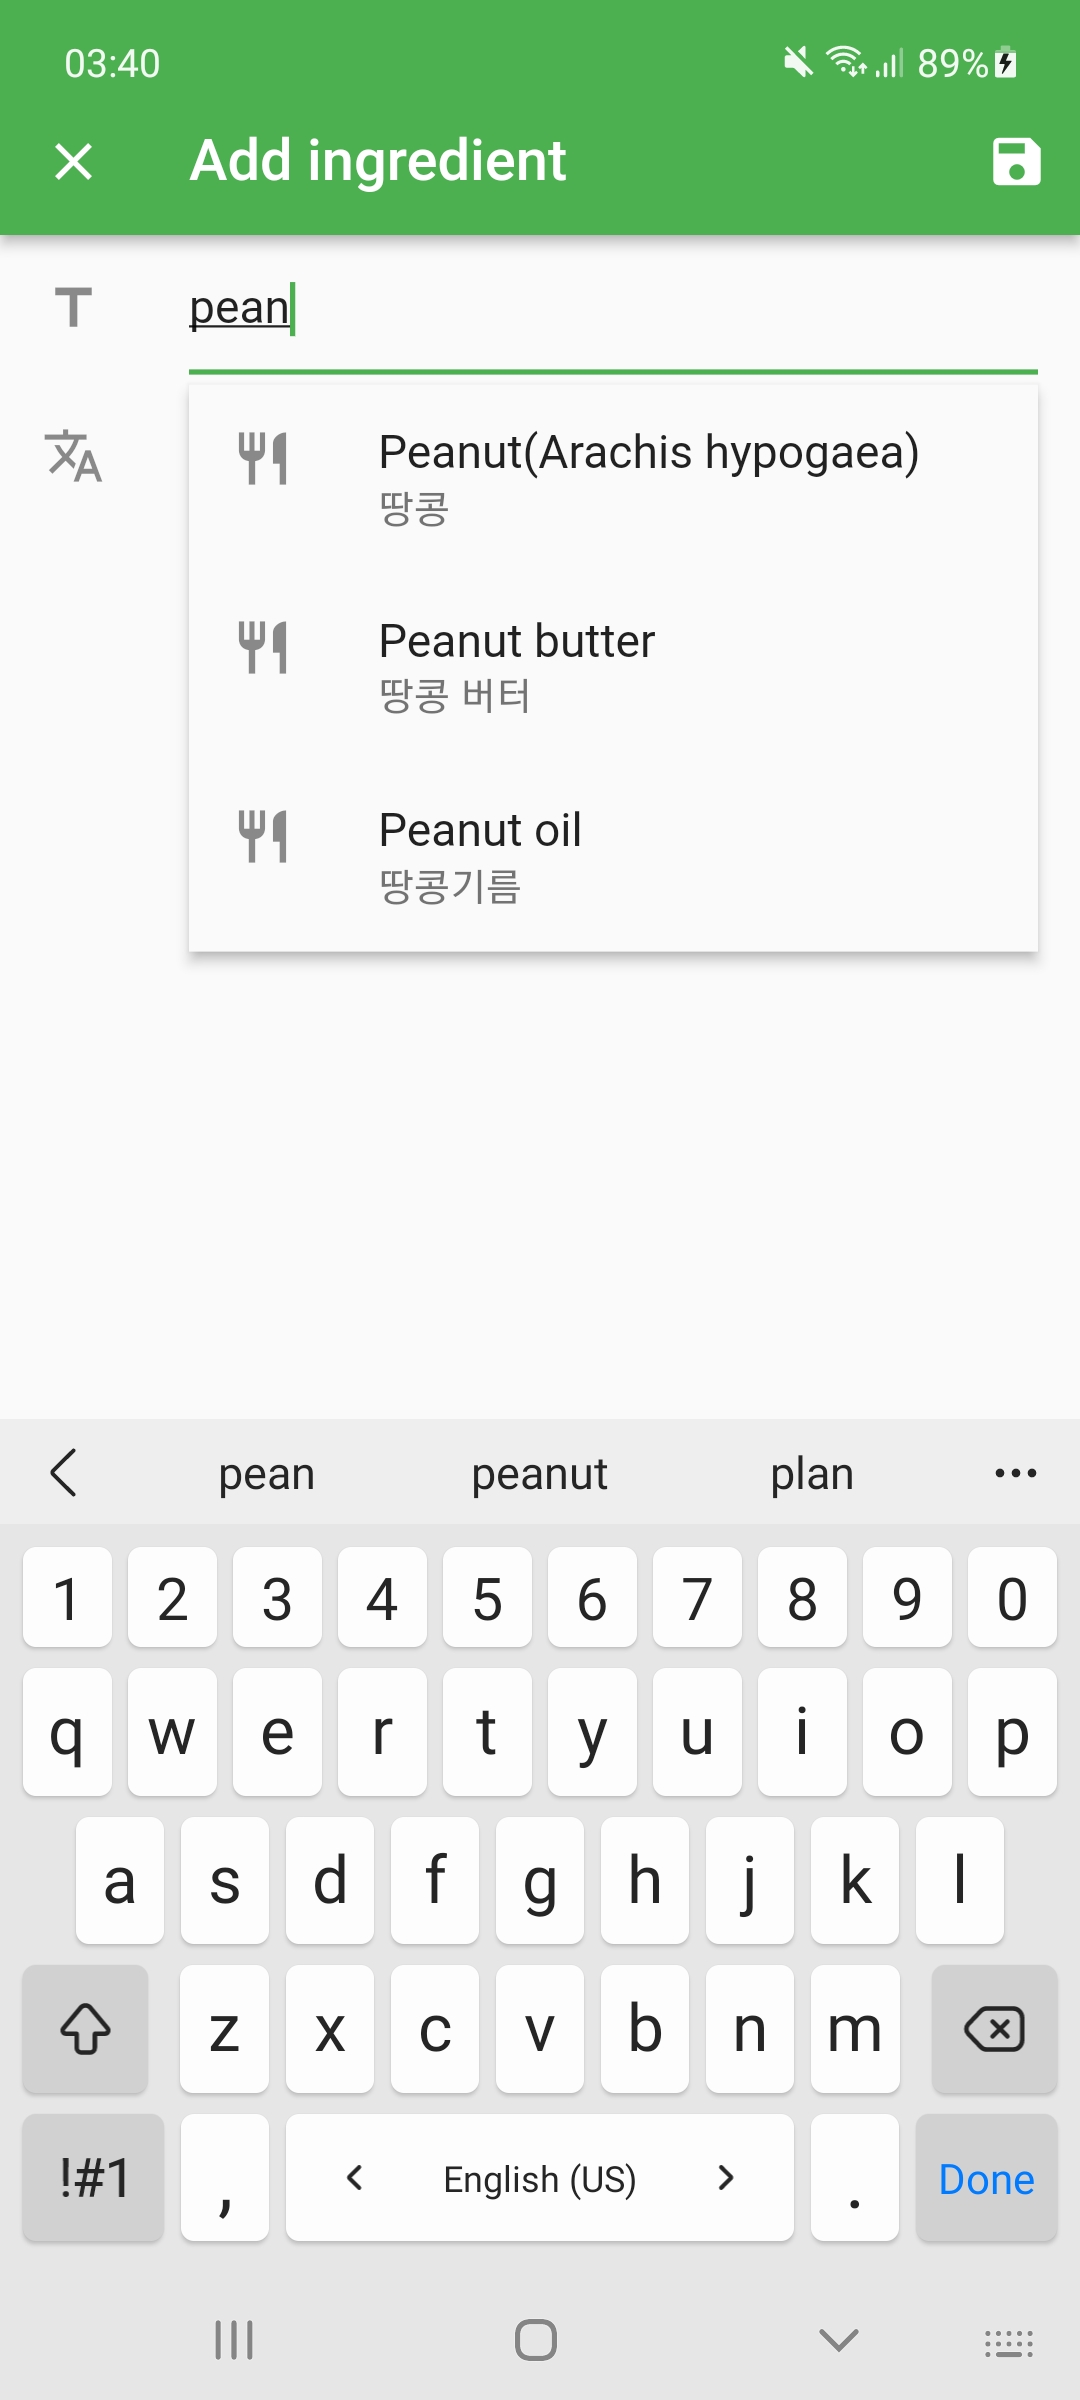 03:40
89%
Add ingredient
pean
Peanut(Arachis hypogaea)
땅콩
Peanut butter
땅콩 버터
Peanut oil
땅콩기름
pean peanut plan
1 2 3 4 5 6 7 8 9 0
q w e r t y u i o p
a s d f g h j k l
z x c v b n m
!#1 , English (US) . Done